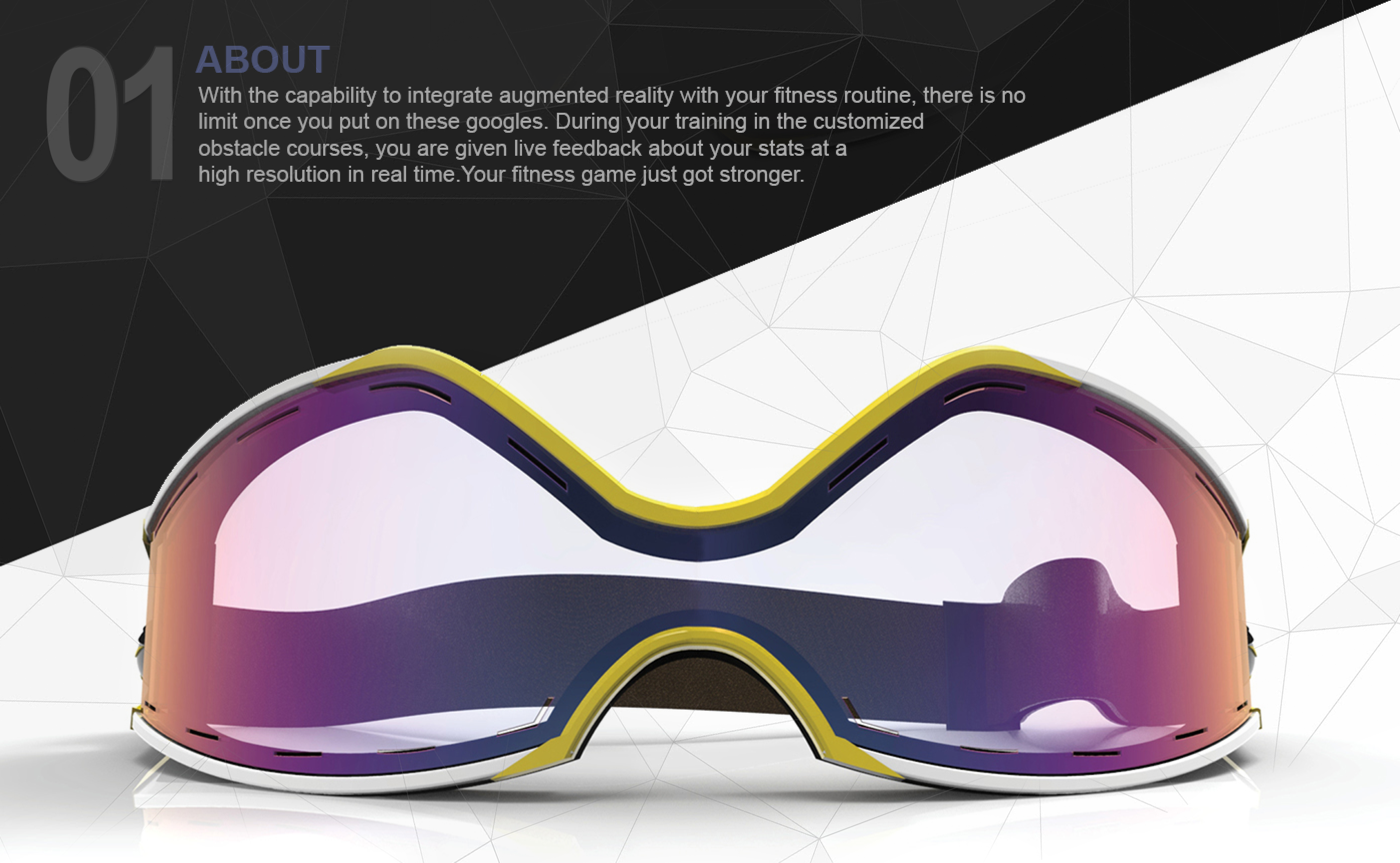 01
ABOUT
With the capability to integrate augmented reality with your fitness routine, there is no
limit once you put on these googles. During your training in the customized
obstacle courses, you are given live feedback about your stats at a
high resolution in real time.Your fitness game just got stronger.